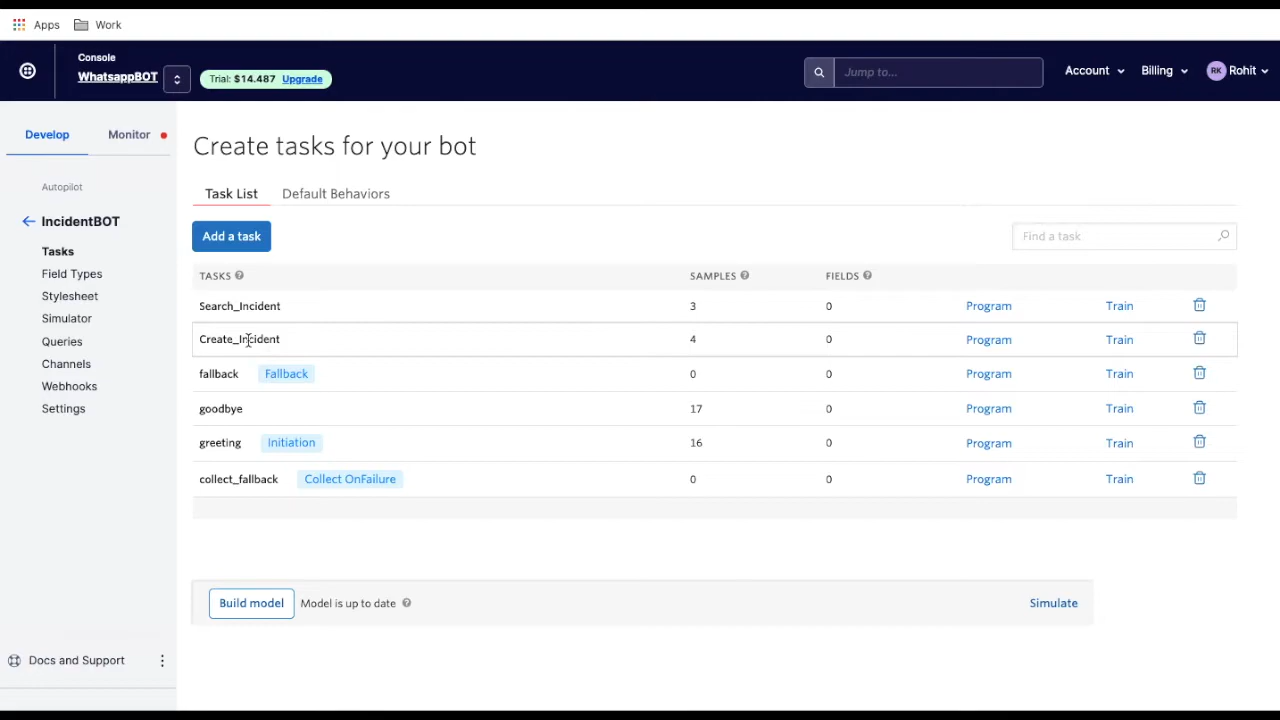 Apps Work
Console
WhatsappBOT
Trial: $14.487 Upgrade
Jump to...
Account Billing RK Rohit
Develop Monitor
Autopilot
IncidentBOT
Tasks
Field Types
Stylesheet
Simulator
Queries
Channels
Webhooks
Settings
Docs and Support
Create tasks for your bot
Task List Default Behaviors
Add a task Find a task
TASKS ? SAMPLES ? FIELDS ?
Search_Incident 3 0 Program Train
Create_Incident 4 0 Program Train
fallback Fallback 0 0 Program Train
goodbye 17 0 Program Train
greeting Initiation 16 0 Program Train
collect_fallback Collect OnFailure 0 0 Program Train
Build model Model is up to date ? Simulate